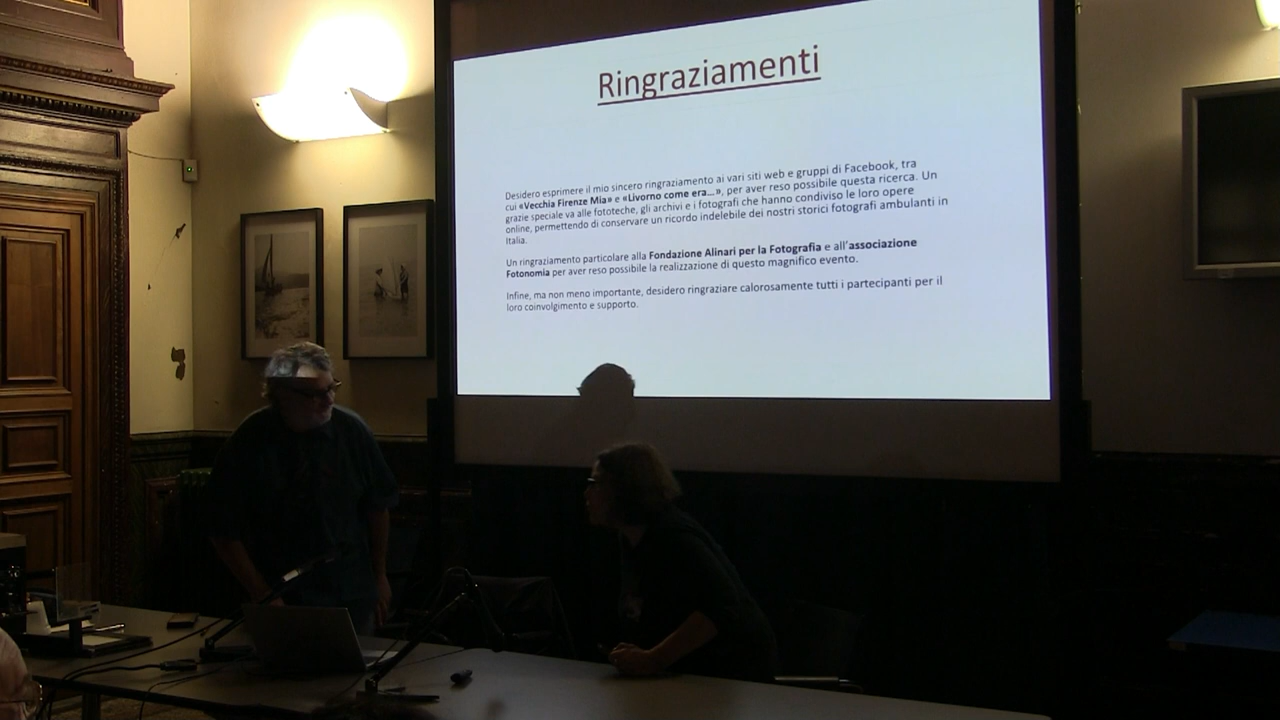 Ringraziamenti
Desidero esprimere il mio sincero ringraziamento ai vari siti web e gruppi di Facebook, tra
cui «Vecchia Firenze Mia» e «Livorno come era...», per aver reso possibile questa ricerca. Un
grazie speciale va alle fototeche, gli archivi e i fotografi che hanno condiviso le loro opere
online, permettendo di conservare un ricordo indelebile dei nostri storici fotografi ambulanti in
Italia.
Un ringraziamento particolare alla Fondazione Alinari per la Fotografia e all'associazione
Fotonomia per aver reso possibile la realizzazione di questo magnifico evento.
Infine, ma non meno importante, desidero ringraziare calorosamente tutti i partecipanti per il
loro coinvolgimento e supporto.